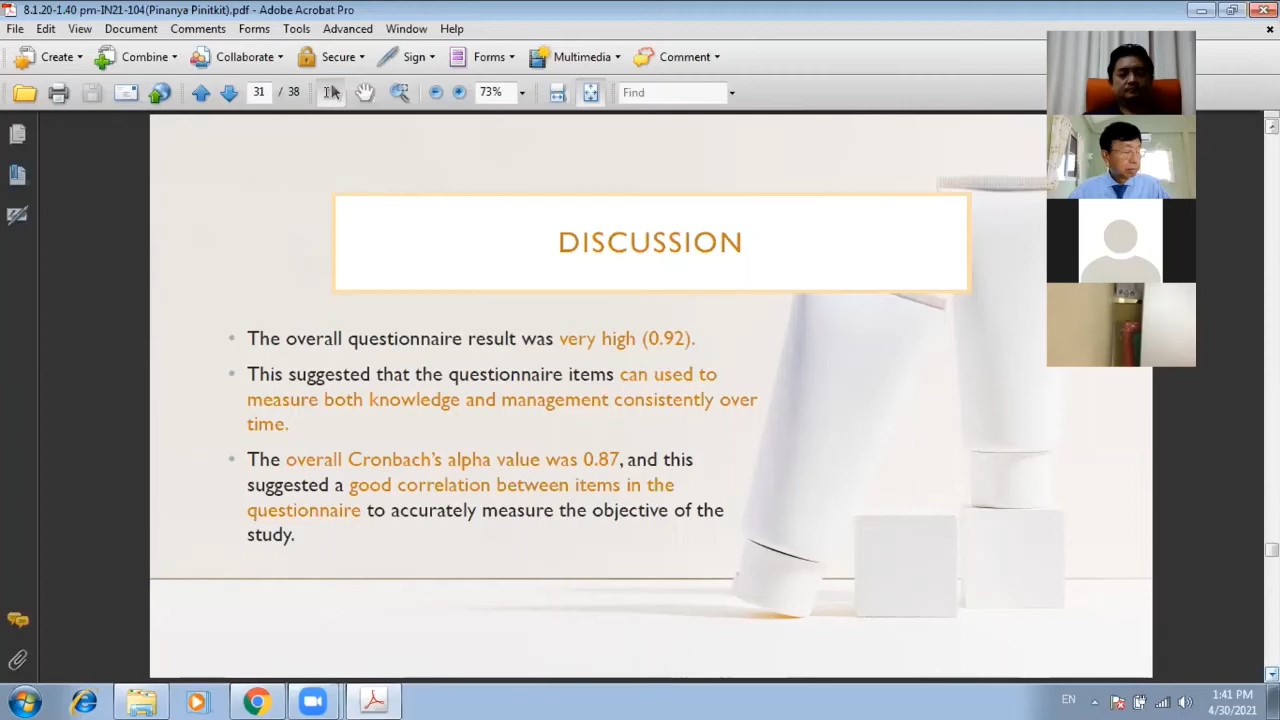 8.1.20-1.40 pm-IN21-104(Pinanya Pinitkit).pdf - Adobe Acrobat Pro
File Edit View Document Comments Forms Tools Advanced Window Help
Create Combine Collaborate Secure Sign Forms Multimedia Comment
31 / 38 73% Find
DISCUSSION
• The overall questionnaire result was very high (0.92).
• This suggested that the questionnaire items can used to
measure both knowledge and management consistently over
time.
• The overall Cronbach's alpha value was 0.87, and this
suggested a good correlation between items in the
questionnaire to accurately measure the objective of the
study.
EN
1:41 PM
4/30/2021